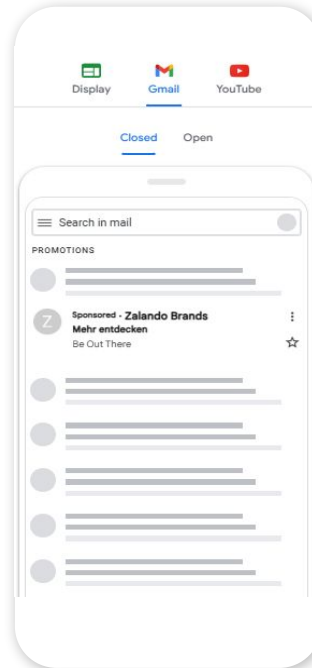 Display Gmail YouTube
Closed Open
Search in mail
PROMOTIONS
Z
Sponsored - Zalando Brands
Mehr entdecken
Be Out There